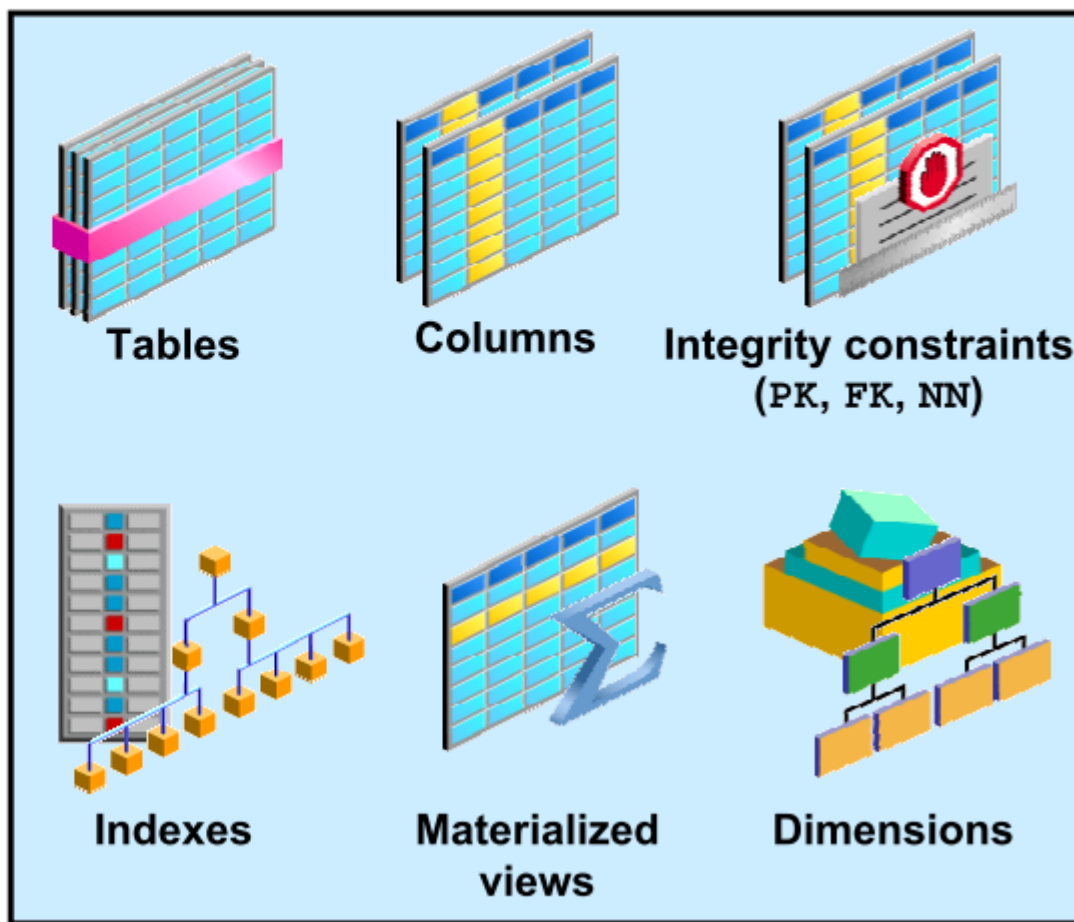 Tables
Columns
Integrity constraints
(PK, FK, NN)
Indexes
Materialized
views
Dimensions